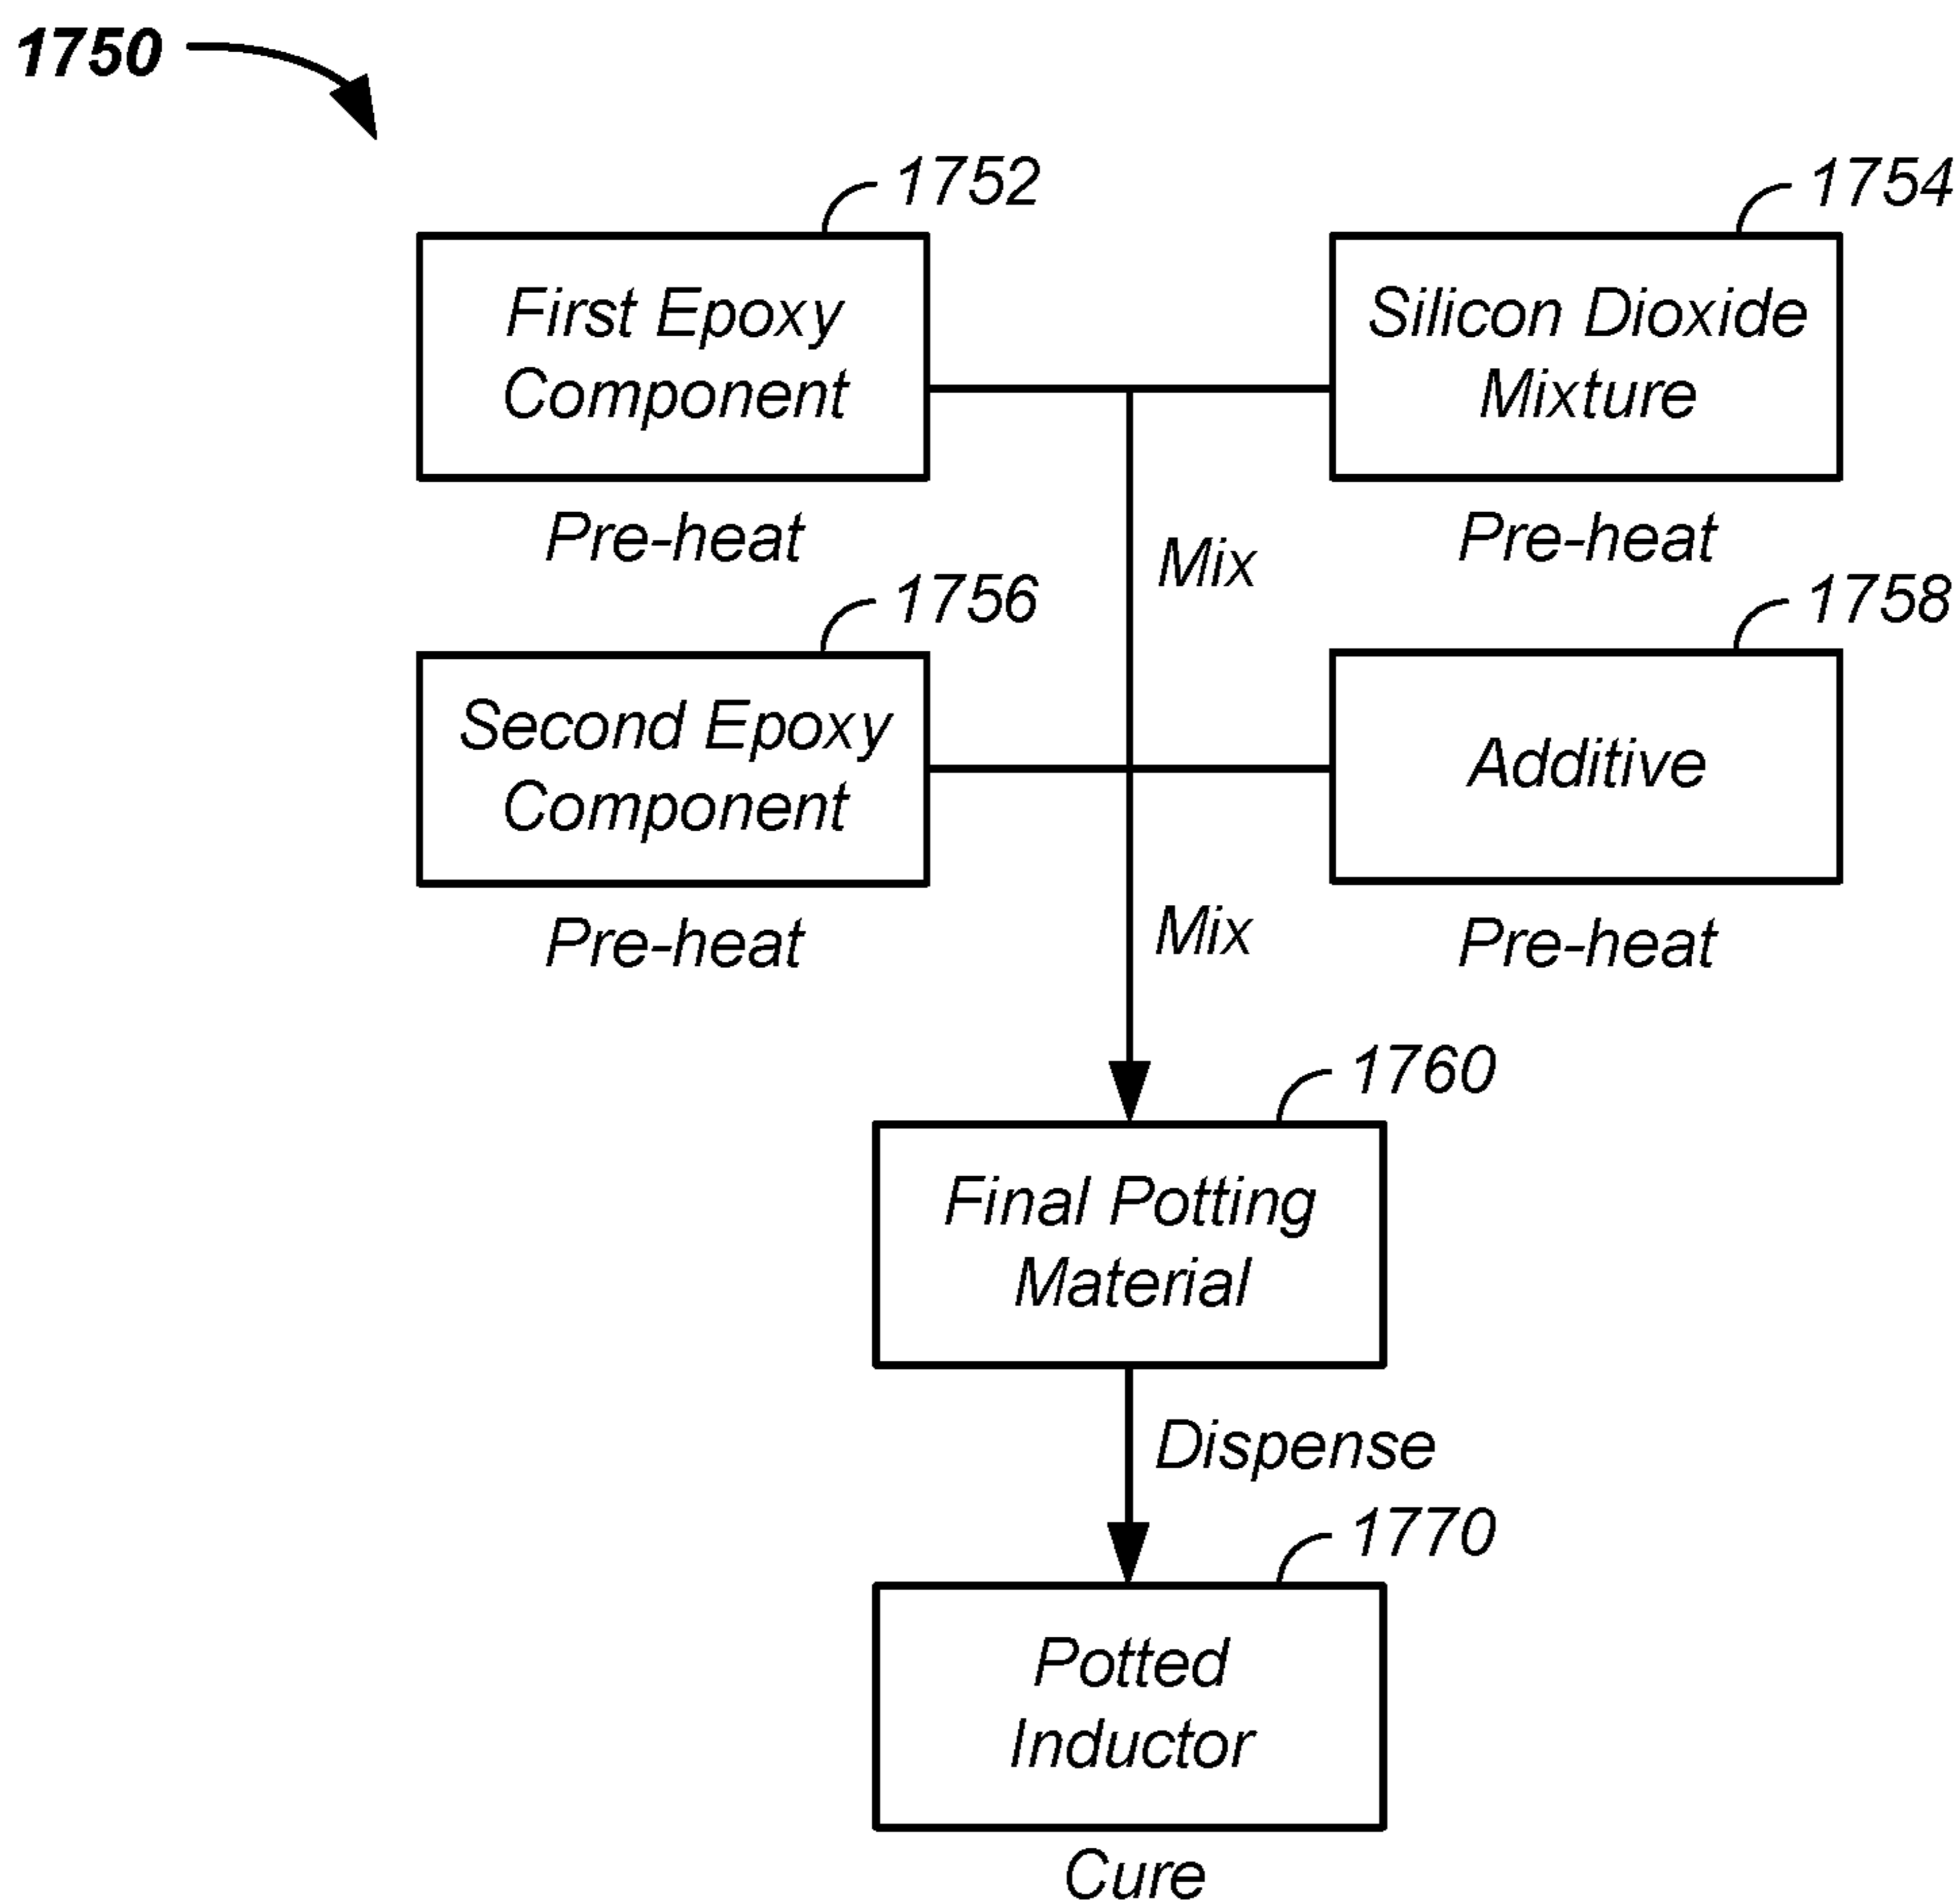 1750
1752
1754
First Epoxy
Component
Silicon Dioxide
Mixture
Pre-heat
Mix
Pre-heat
1756
1758
Second Epoxy
Component
Additive
Pre-heat
Mix
Pre-heat
1760
Final Potting
Material
Dispense
1770
Potted
Inductor
Cure